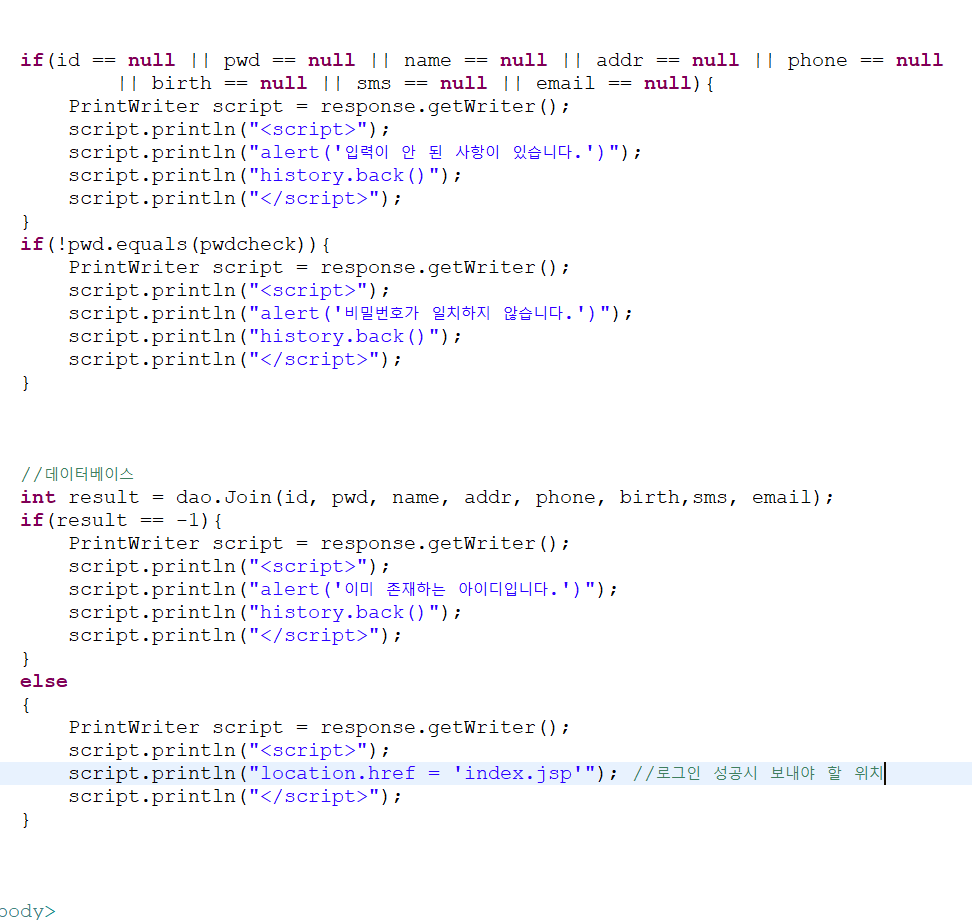 if(id == null || pwd == null || name == null || addr == null || phone == null
|| birth == null || sms == null || email == null){
PrintWriter script = response.getWriter();
script.println("<script>");
script.println("alert('입력이 안 된 사항이 있습니다.')");
script.println("history.back()");
script.println("</script>");
}
if(!pwd.equals(pwdcheck)){
PrintWriter script = response.getWriter();
script.println("<script>");
script.println("alert('비밀번호가 일치하지 않습니다.')");
script.println("history.back()");
script.println("</script>");
}
//데이터베이스
int result = dao.Join(id, pwd, name, addr, phone, birth,sms, email);
if(result == -1){
PrintWriter script = response.getWriter();
script.println("<script>");
script.println("alert('이미 존재하는 아이디입니다.')");
script.println("history.back()");
script.println("</script>");
}
else
{
PrintWriter script = response.getWriter();
script.println("<script>");
script.println("location.href = 'index.jsp'"); //로그인 성공시 보내야 할 위치
script.println("</script>");
}
body>